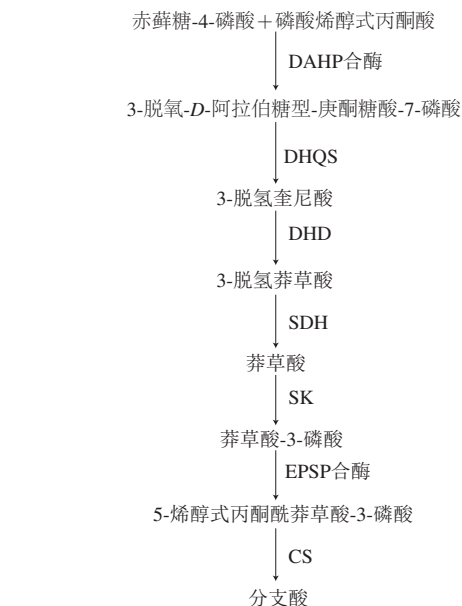 赤藓糖-4-磷酸＋磷酸烯醇式丙酮酸
DAHP合酶
3-脱氧-D-阿拉伯糖型-庚酮糖酸-7-磷酸
DHQS
3-脱氢奎尼酸
DHD
3-脱氢莽草酸
SDH
莽草酸
SK
莽草酸-3-磷酸
EPSP合酶
5-烯醇式丙酮酰莽草酸-3-磷酸
CS
分支酸